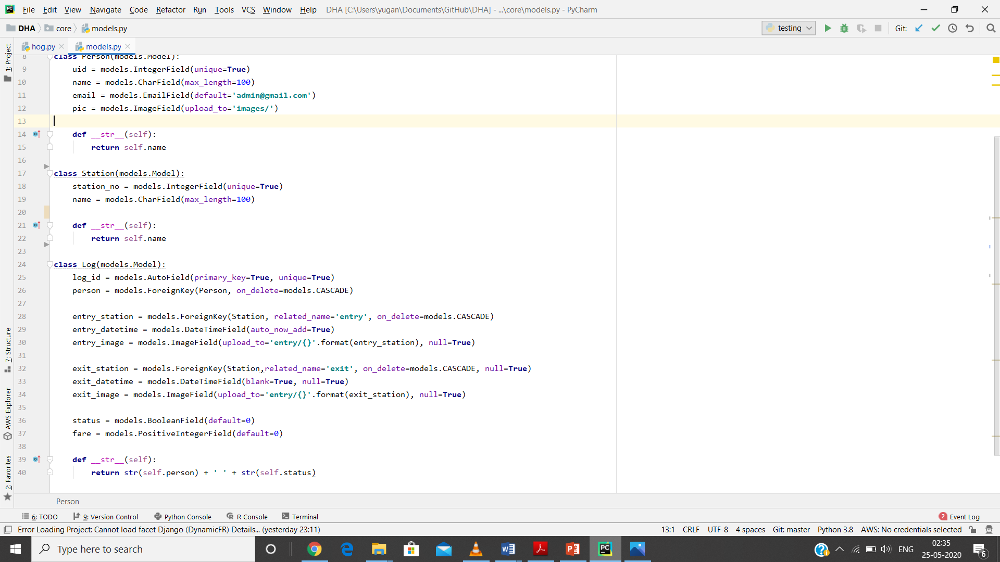 File Edit View Navigate Code Refactor Run Tools VCS Window Help DHA [C:\Users\yugan\Documents\GitHub\DHA] - ...\core\models.py - PyCharm
DHA core models.py testing Git:
hog.py models.py
1: Project
7: Structure
AWS Explorer
2: Favorites
8 class Person(models.Model):
9 uid = models.IntegerField(unique=True)
10 name = models.CharField(max_length=100)
11 email = models.EmailField(default='admin@gmail.com')
12 pic = models.ImageField(upload_to='images/')
13
14 def __str__(self):
15 return self.name
16
17 class Station(models.Model):
18 station_no = models.IntegerField(unique=True)
19 name = models.CharField(max_length=100)
20
21 def __str__(self):
22 return self.name
23
24 class Log(models.Model):
25 log_id = models.AutoField(primary_key=True, unique=True)
26 person = models.ForeignKey(Person, on_delete=models.CASCADE)
27
28 entry_station = models.ForeignKey(Station, related_name='entry', on_delete=models.CASCADE)
29 entry_datetime = models.DateTimeField(auto_now_add=True)
30 entry_image = models.ImageField(upload_to='entry/{}'.format(entry_station), null=True)
31
32 exit_station = models.ForeignKey(Station,related_name='exit', on_delete=models.CASCADE, null=True)
33 exit_datetime = models.DateTimeField(blank=True, null=True)
34 exit_image = models.ImageField(upload_to='entry/{}'.format(exit_station), null=True)
35
36 status = models.BooleanField(default=0)
37 fare = models.PositiveIntegerField(default=0)
38
39 def __str__(self):
40 return str(self.person) + ' ' + str(self.status)
Person
6: TODO 9: Version Control Python Console R Console Terminal 2 Event Log
Error Loading Project: Cannot load facet Django (DynamicFR) Details... (yesterday 23:11) 13:1 CRLF UTF-8 4 spaces Git: master Python 3.8 AWS: No credentials selected
Type here to search ENG 02:35
25-05-2020 6